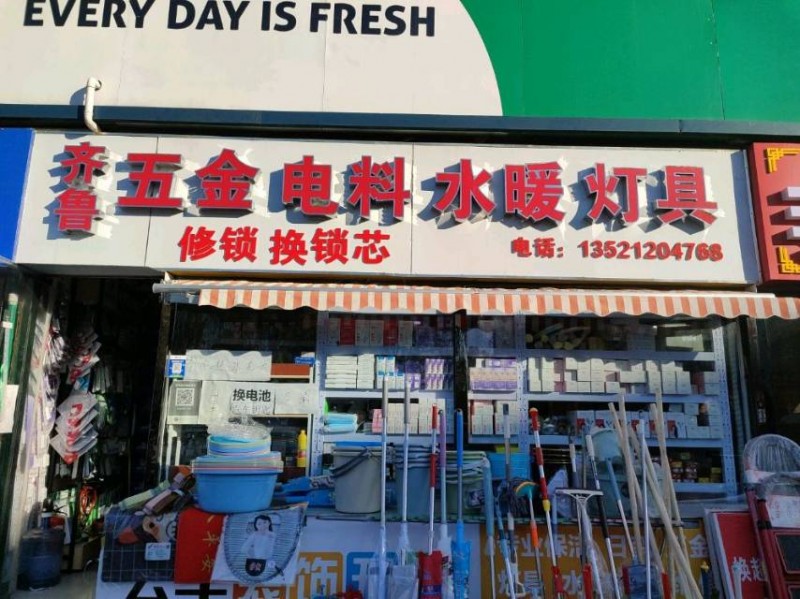 EVERY DAY IS FRESH
齐鲁
五金 电料 水暖 灯具
修锁 换锁芯
电话：13521204768
换电池